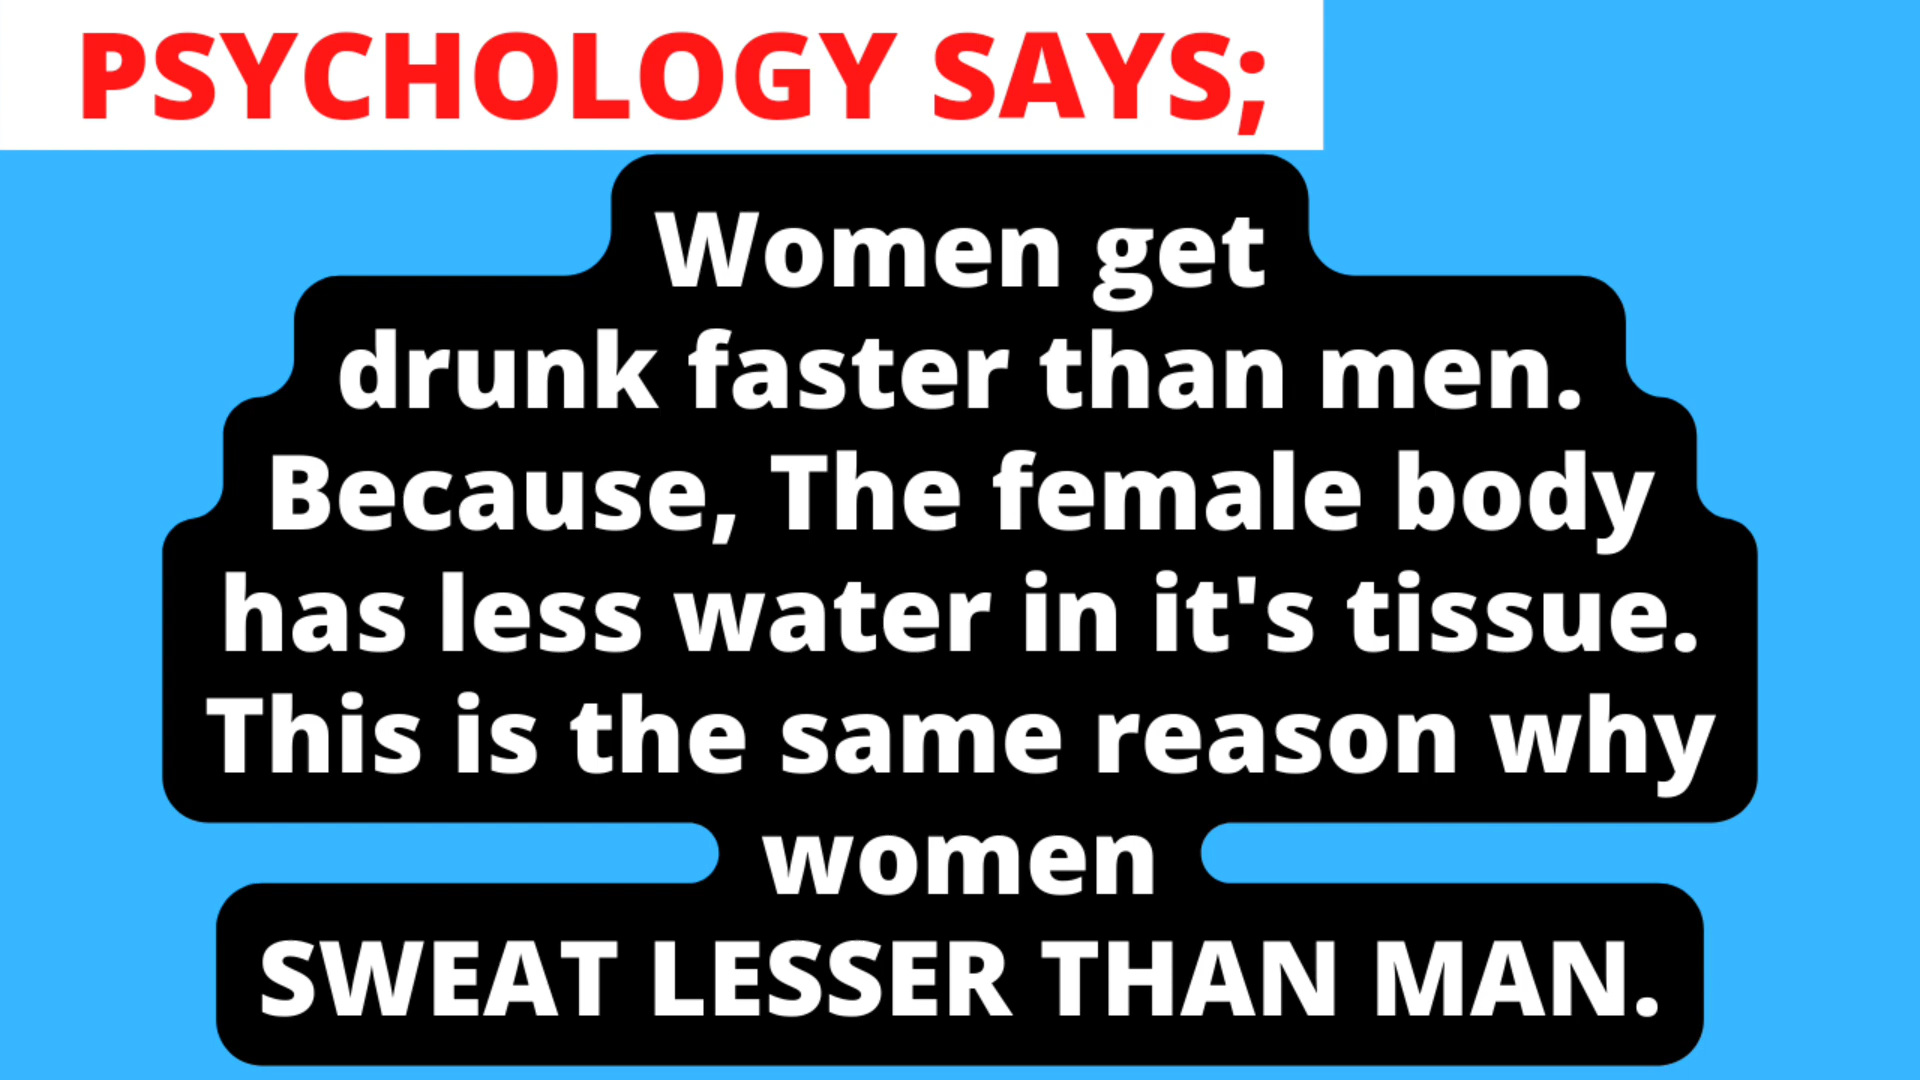 PSYCHOLOGY SAYS;
Women get
drunk faster than men.
Because, The female body
has less water in it's tissue.
This is the same reason why
women
SWEAT LESSER THAN MAN.